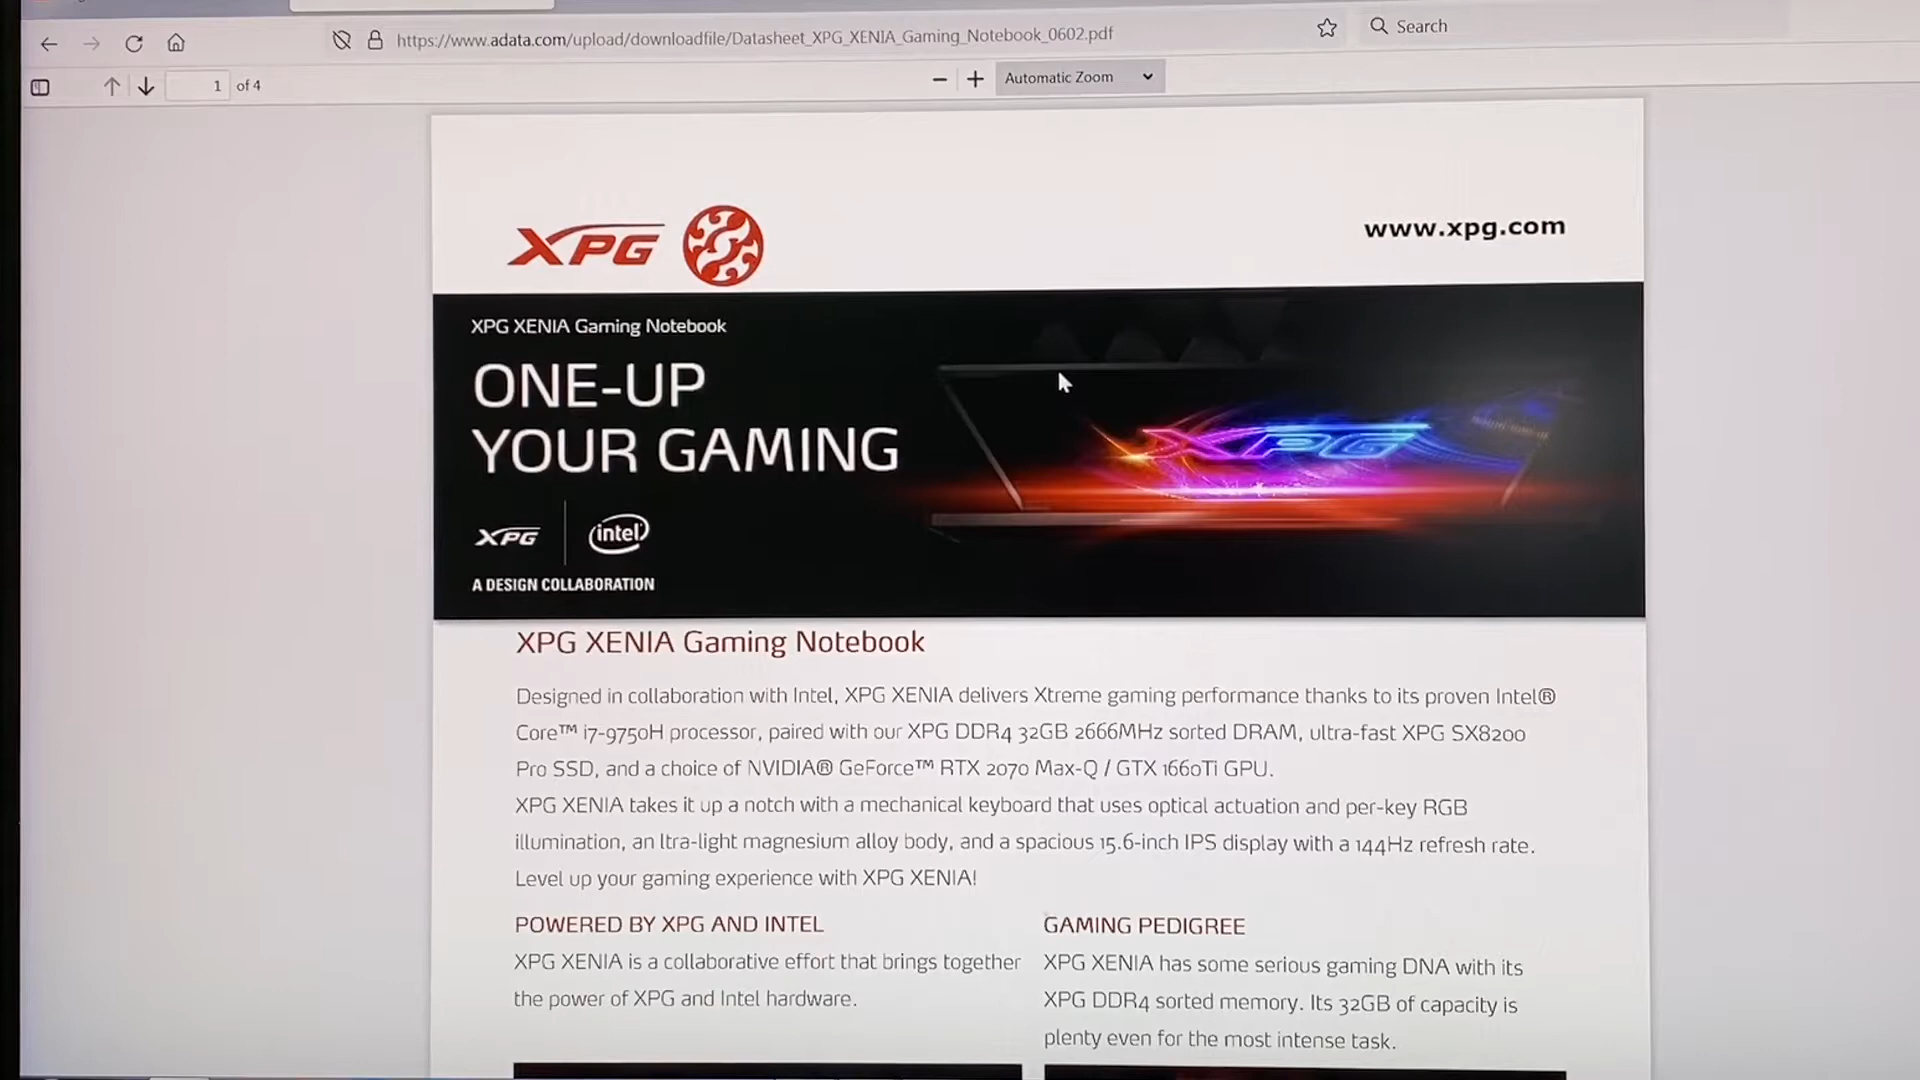 https://www.adata.com/upload/downloadfile/Datasheet_XPG_XENIA_Gaming_Notebook_0602.pdf
Search
1 of 4
Automatic Zoom
XPG
www.xpg.com
XPG XENIA Gaming Notebook
ONE-UP
YOUR GAMING
XPG
XPG intel
A DESIGN COLLABORATION
XPG XENIA Gaming Notebook
Designed in collaboration with Intel, XPG XENIA delivers Xtreme gaming performance thanks to its proven Intel®
Core™ i7-9750H processor, paired with our XPG DDR4 32GB 2666MHz sorted DRAM, ultra-fast XPG SX8200
Pro SSD, and a choice of NVIDIA® GeForce™ RTX 2070 Max-Q / GTX 1660Ti GPU.
XPG XENIA takes it up a notch with a mechanical keyboard that uses optical actuation and per-key RGB
illumination, an ltra-light magnesium alloy body, and a spacious 15.6-inch IPS display with a 144Hz refresh rate.
Level up your gaming experience with XPG XENIA!
POWERED BY XPG AND INTEL
XPG XENIA is a collaborative effort that brings together
the power of XPG and Intel hardware.
GAMING PEDIGREE
XPG XENIA has some serious gaming DNA with its
XPG DDR4 sorted memory. Its 32GB of capacity is
plenty even for the most intense task.